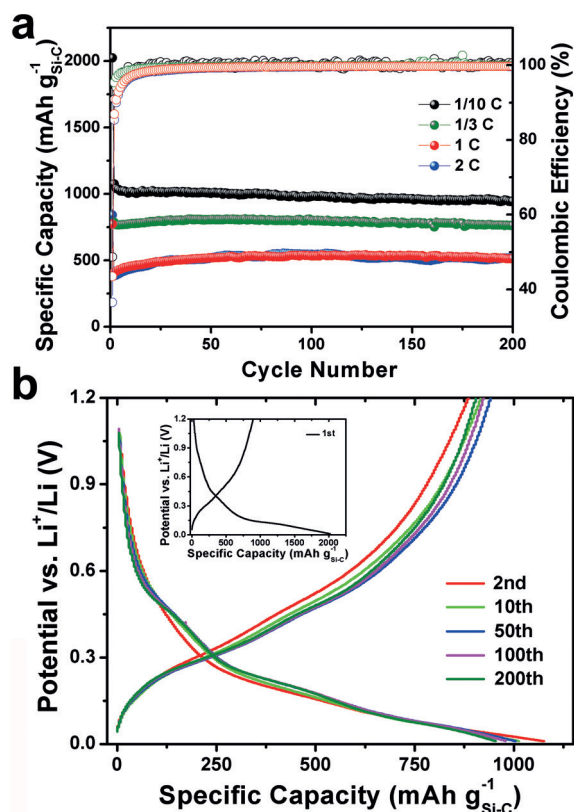 a
Specific Capacity (mAh g⁻¹Si-C)
2000
1500
1000
500
0
100
80
60
40
Coulombic Efficiency (%)
1/10 C
1/3 C
1 C
2 C
0 50 100 150 200
Cycle Number
b
Potential vs. Li⁺/Li (V)
1.2
0.9
0.6
0.3
0.0
Potential vs. Li⁺/Li (V)
1.2
0.9
0.6
0.3
0.0
1st
0 500 1000 1500 2000
Specific Capacity (mAh g⁻¹Si-C)
2nd
10th
50th
100th
200th
0 250 500 750 1000
Specific Capacity (mAh g⁻¹Si-C)